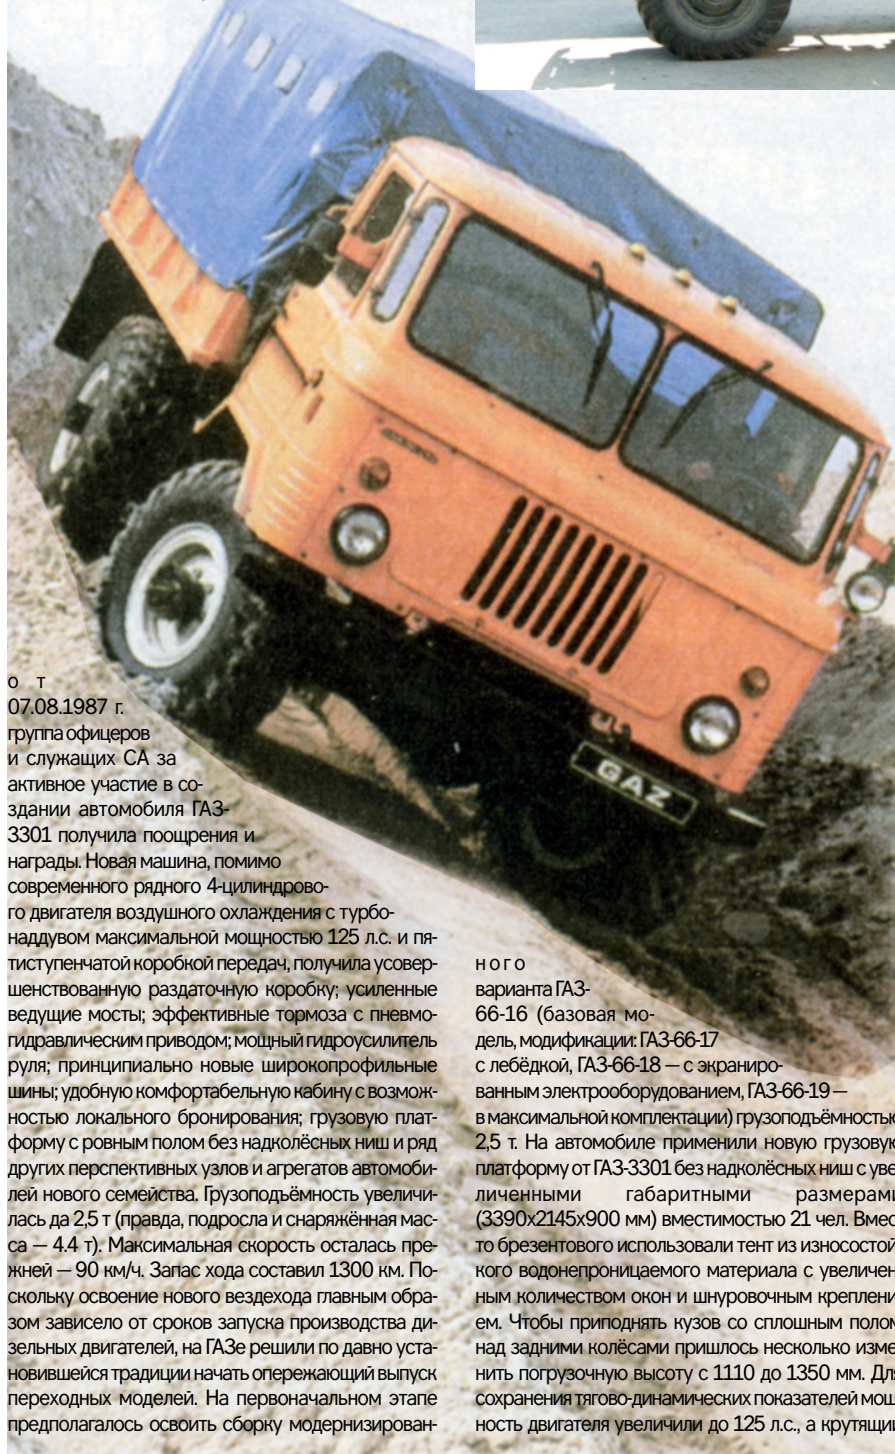 GAZ
о т
07.08.1987 г.
группа офицеров
и служащих СА за
активное участие в со-
здании автомобиля ГАЗ-
3301 получила поощрения и
награды. Новая машина, помимо
современного рядного 4-цилиндрово-
го двигателя воздушного охлаждения с турбо-
наддувом максимальной мощностью 125 л.с. и пя-
тиступенчатой коробкой передач, получила усовер-
шенствованную раздаточную коробку; усиленные
ведущие мосты; эффективные тормоза с пневмо-
гидравлическим приводом; мощный гидроусилитель
руля; принципиально новые широкопрофильные
шины; удобную комфортабельную кабину с возмож-
ностью локального бронирования; грузовую плат-
форму с ровным полом без надколёсных ниш и ряд
других перспективных узлов и агрегатов автомоби-
лей нового семейства. Грузоподъёмность увеличи-
лась да 2,5 т (правда, подросла и снаряжённая мас-
са — 4.4 т). Максимальная скорость осталась пре-
жней — 90 км/ч. Запас хода составил 1300 км. По-
скольку освоение нового вездехода главным обра-
зом зависело от сроков запуска производства ди-
зельных двигателей, на ГАЗе решили по давно уста-
новившейся традиции начать опережающий выпуск
переходных моделей. На первоначальном этапе
предполагалось освоить сборку модернизирован-
ного
варианта ГАЗ-
66-16 (базовая мо-
дель, модификации: ГАЗ-66-17
с лебёдкой, ГАЗ-66-18 — с экраниро-
ванным электрооборудованием, ГАЗ-66-19 —
в максимальной комплектации) грузоподъёмностью
2,5 т. На автомобиле применили новую грузовую
платформу от ГАЗ-3301 без надколёсных ниш с уве
личенными габаритными размерами
(3390х2145х900 мм) вместимостью 21 чел. Вмес
то брезентового использовали тент из износостой
кого водонепроницаемого материала с увеличен
ным количеством окон и шнуровочным креплени
ем. Чтобы приподнять кузов со сплошным полом
над задними колёсами пришлось несколько изме
нить погрузочную высоту с 1110 до 1350 мм. Для
сохранения тягово-динамических показателей мощ
ность двигателя увеличили до 125 л.с., а крутящий